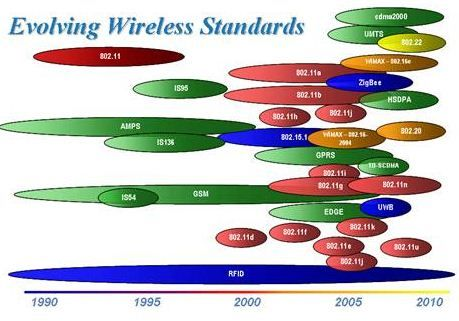 Evolving Wireless Standards
cdma2000
UMTS
802.22
802.11
WiMAX - 802.16e
802.11a
ZigBee
IS95
802.11b
HSDPA
802.11h
802.11j
AMPS
802.15.1
WiMAX - 802.16-
2004
802.20
IS136
GPRS
TD-SCDMA
802.11i
802.11g
802.11n
GSM
IS54
EDGE
UWB
802.11k
802.11d
802.11f
802.11e
802.11u
802.11j
RFID
1990
1995
2000
2005
2010